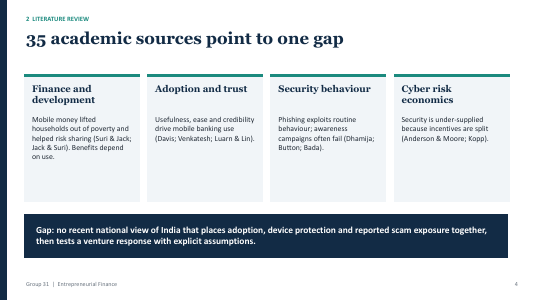 2 LITERATURE REVIEW
35 academic sources point to one gap
Finance and
development
Mobile money lifted
households out of poverty and
helped risk sharing (Suri & Jack;
Jack & Suri). Benefits depend
on use.
Adoption and trust
Usefulness, ease and credibility
drive mobile banking use
(Davis; Venkatesh; Luarn & Lin).
Security behaviour
Phishing exploits routine
behaviour; awareness
campaigns often fail (Dhamija;
Button; Bada).
Cyber risk
economics
Security is under-supplied
because incentives are split
(Anderson & Moore; Kopp).
Gap: no recent national view of India that places adoption, device protection and reported scam exposure together,
then tests a venture response with explicit assumptions.
Group 31 | Entrepreneurial Finance
4